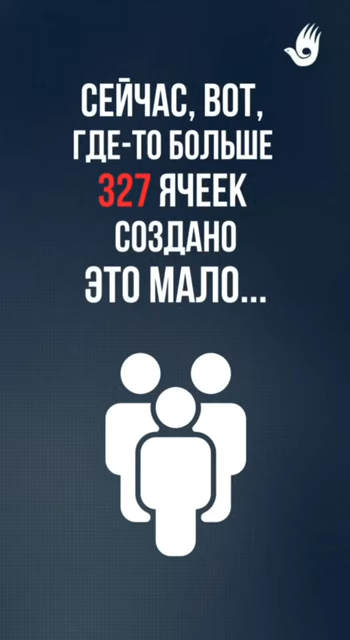 СЕЙЧАС, ВОТ,
ГДЕ-ТО БОЛЬШЕ
327 ЯЧЕЕК
СОЗДАНО
ЭТО МАЛО...